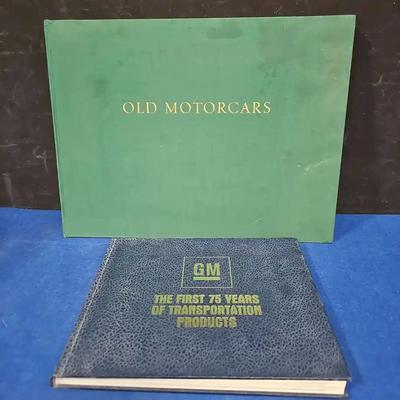 OLD MOTORCARS
GM
THE FIRST 75 YEARS
OF TRANSPORTATION
PRODUCTS